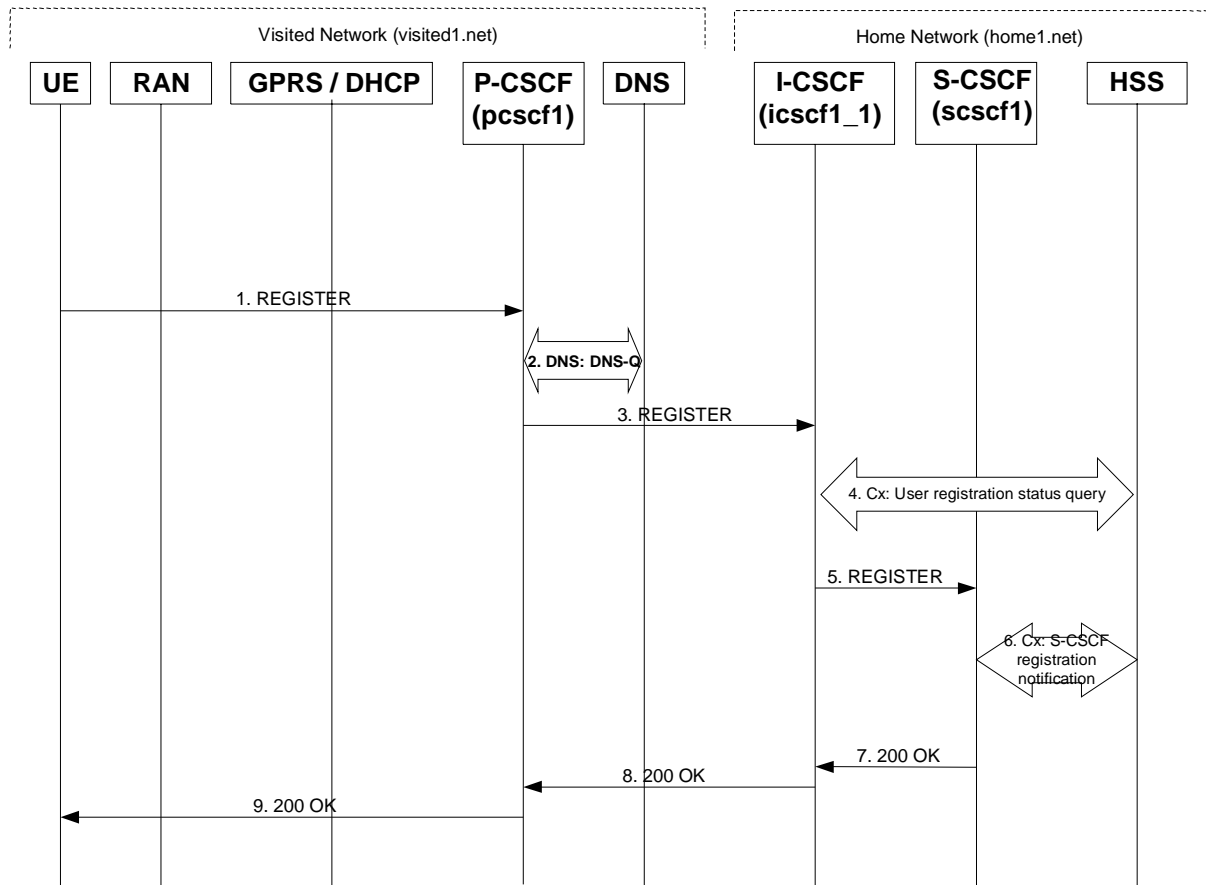 Visited Network (visited1.net)
Home Network (home1.net)
UE
RAN
GPRS / DHCP
P-CSCF
(pcscf1)
DNS
I-CSCF
(icscf1_1)
S-CSCF
(scscf1)
HSS
1. REGISTER
2. DNS: DNS-Q
3. REGISTER
4. Cx: User registration status query
5. REGISTER
6. Cx: S-CSCF
registration
notification
7. 200 OK
8. 200 OK
9. 200 OK